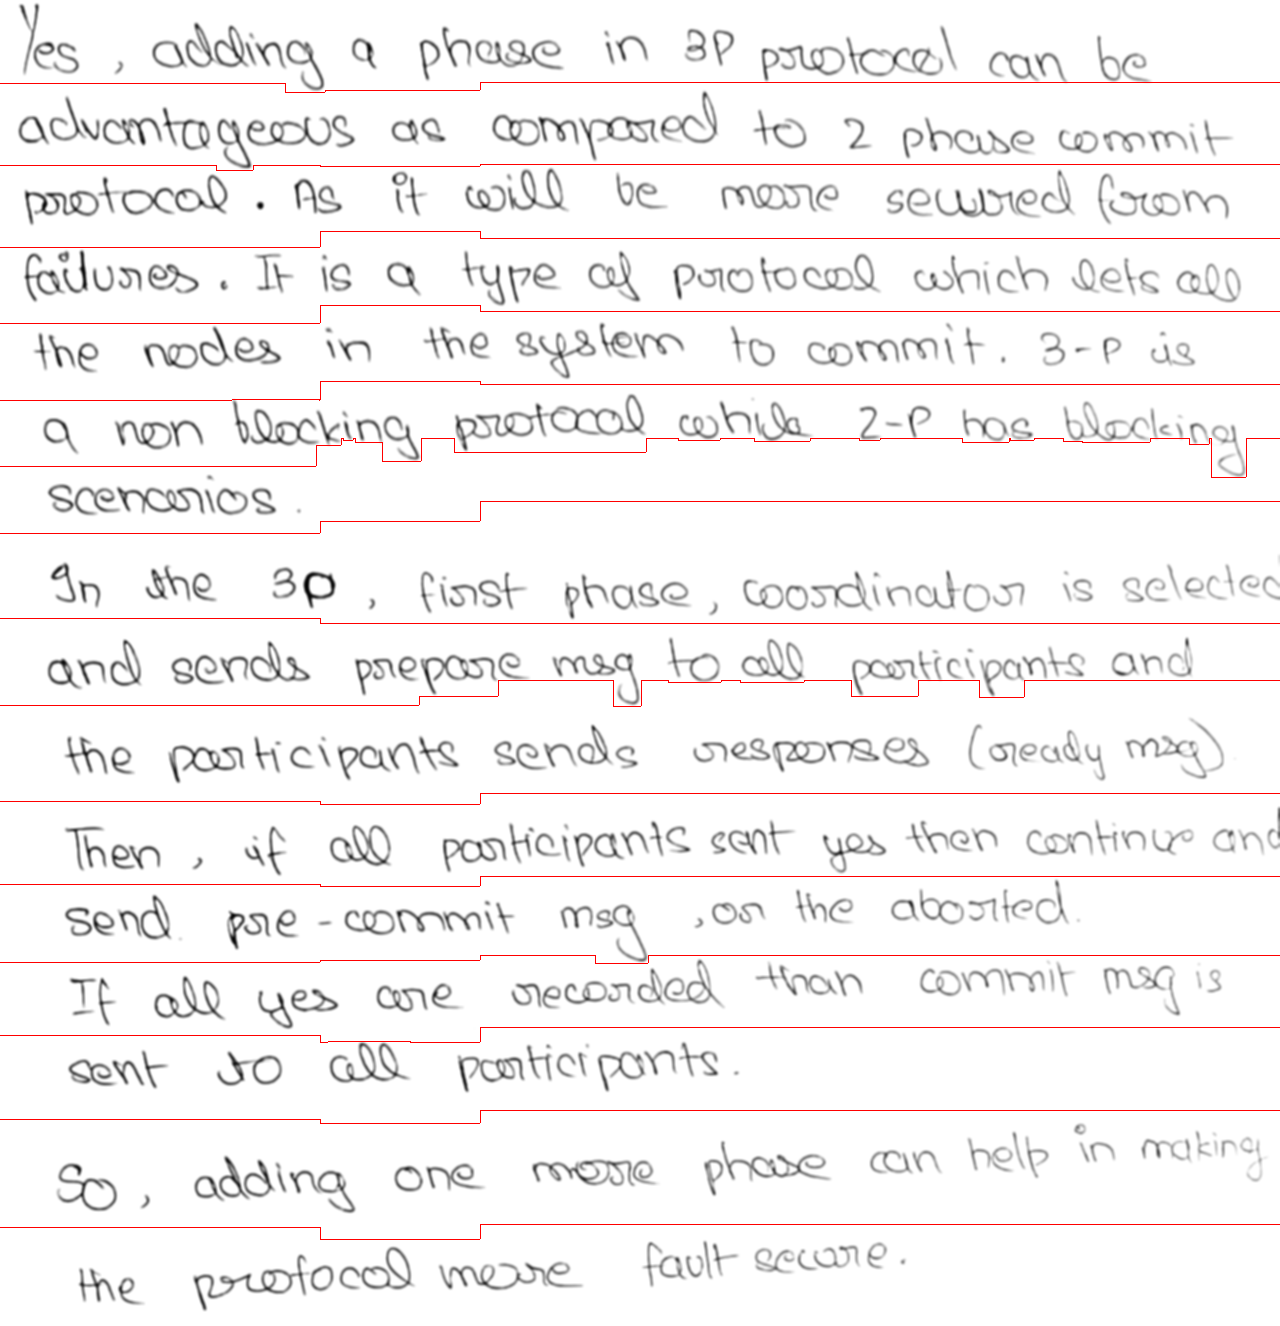 Yes, adding a phase in 3P protocol can be
advantageous as compared to 2 phase commit
protocal. As it will be more secured from
failures. It is a type of protocol which lets all
the nodes in the system to commit. 3-P is
a non blocking protocal while 2-P has blocking
scenarios.
In the 3P, first phase, coordinator is selected
and sends prepare msg to all participants and
the participants sends responses (ready msg)
Then, if all participants sent yes then continue and
send pre-commit msg, or the aborted.
If all yes are recorded than commit msg is
sent to all participants.
So, adding one more phase can help in making
the protocol more fault secure.